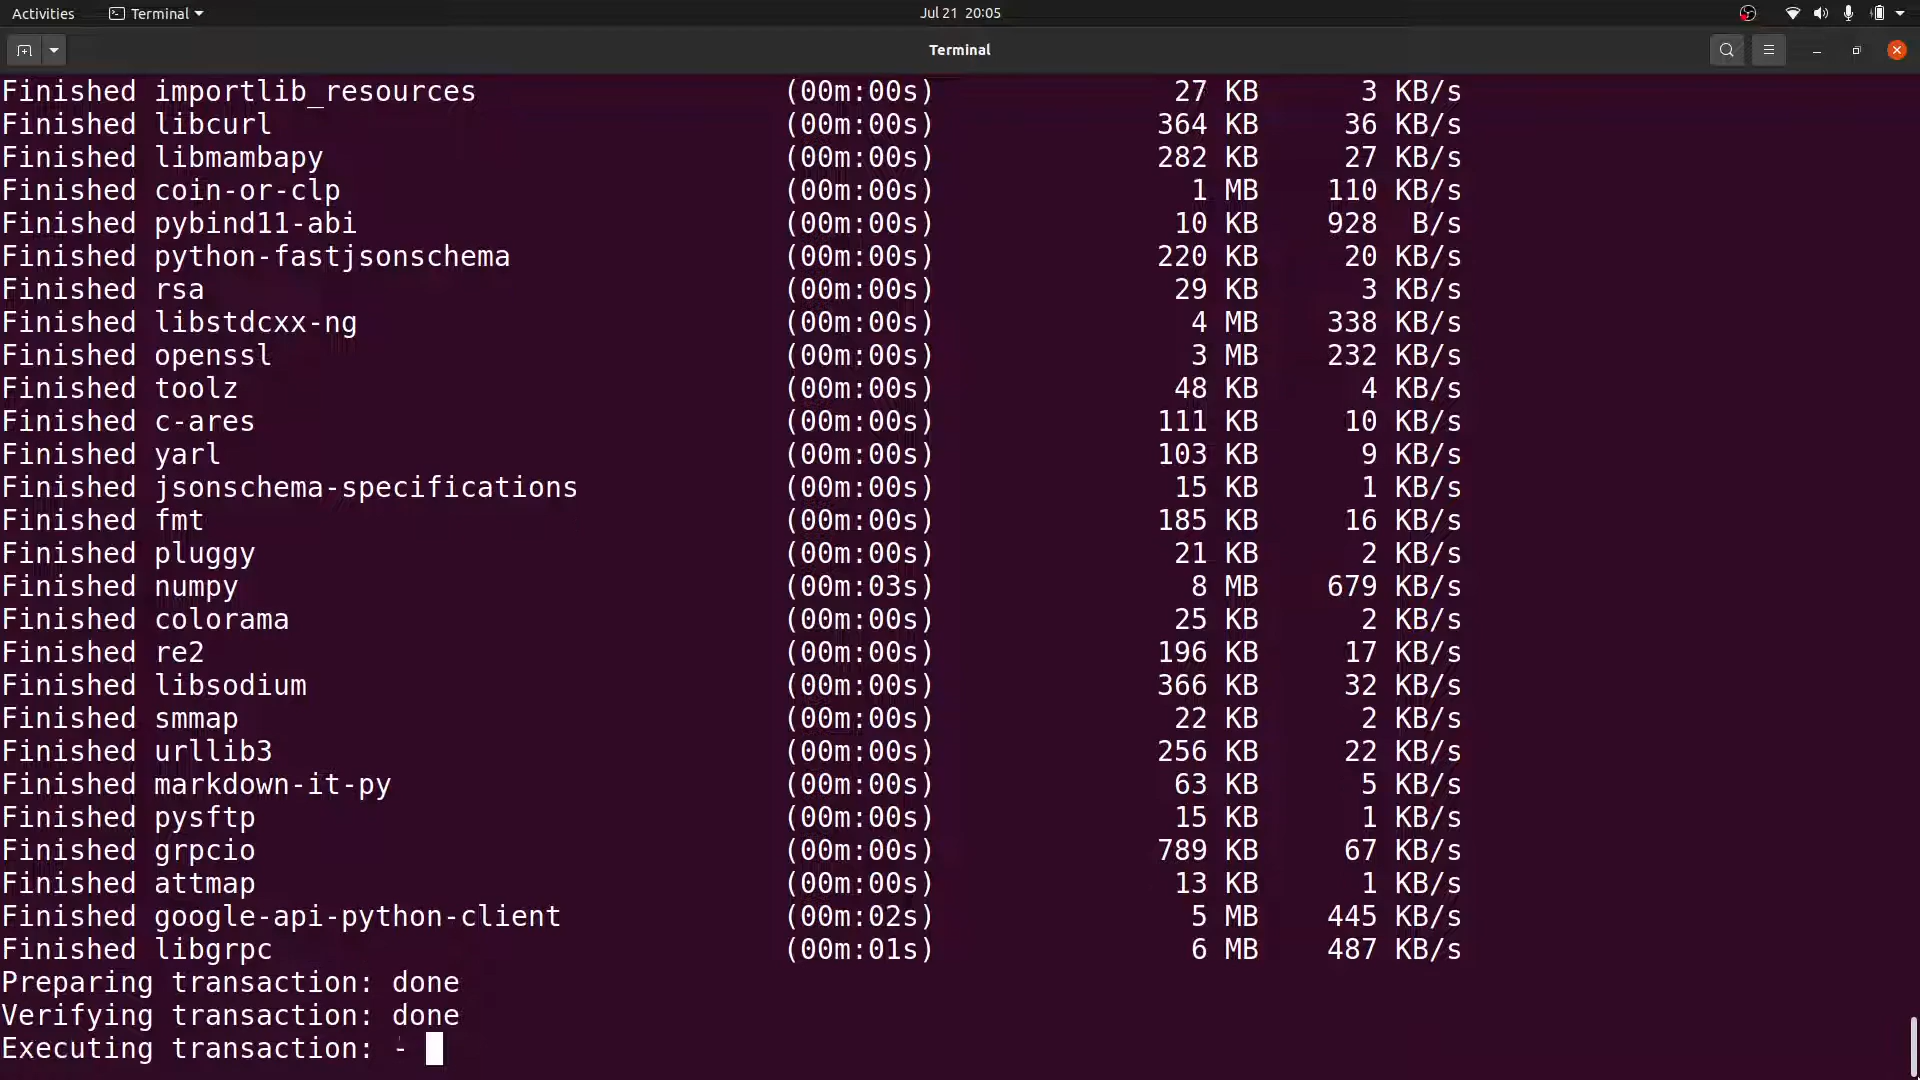 Activities Terminal Jul 21 20:05
Terminal
Finished importlib_resources (00m:00s) 27 KB 3 KB/s
Finished libcurl (00m:00s) 364 KB 36 KB/s
Finished libmambapy (00m:00s) 282 KB 27 KB/s
Finished coin-or-clp (00m:00s) 1 MB 110 KB/s
Finished pybind11-abi (00m:00s) 10 KB 928 B/s
Finished python-fastjsonschema (00m:00s) 220 KB 20 KB/s
Finished rsa (00m:00s) 29 KB 3 KB/s
Finished libstdcxx-ng (00m:00s) 4 MB 338 KB/s
Finished openssl (00m:00s) 3 MB 232 KB/s
Finished toolz (00m:00s) 48 KB 4 KB/s
Finished c-ares (00m:00s) 111 KB 10 KB/s
Finished yarl (00m:00s) 103 KB 9 KB/s
Finished jsonschema-specifications (00m:00s) 15 KB 1 KB/s
Finished fmt (00m:00s) 185 KB 16 KB/s
Finished pluggy (00m:00s) 21 KB 2 KB/s
Finished numpy (00m:03s) 8 MB 679 KB/s
Finished colorama (00m:00s) 25 KB 2 KB/s
Finished re2 (00m:00s) 196 KB 17 KB/s
Finished libsodium (00m:00s) 366 KB 32 KB/s
Finished smmap (00m:00s) 22 KB 2 KB/s
Finished urllib3 (00m:00s) 256 KB 22 KB/s
Finished markdown-it-py (00m:00s) 63 KB 5 KB/s
Finished pysftp (00m:00s) 15 KB 1 KB/s
Finished grpcio (00m:00s) 789 KB 67 KB/s
Finished attmap (00m:00s) 13 KB 1 KB/s
Finished google-api-python-client (00m:02s) 5 MB 445 KB/s
Finished libgrpc (00m:01s) 6 MB 487 KB/s
Preparing transaction: done
Verifying transaction: done
Executing transaction: -